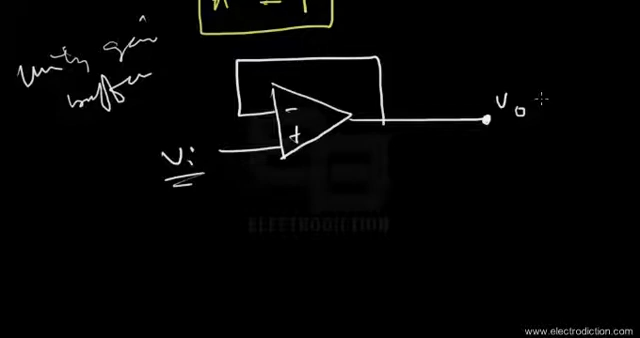 Unity gain
buffer
-
+
Vi
Vo
ELECTRODICTION
www.electrodiction.com